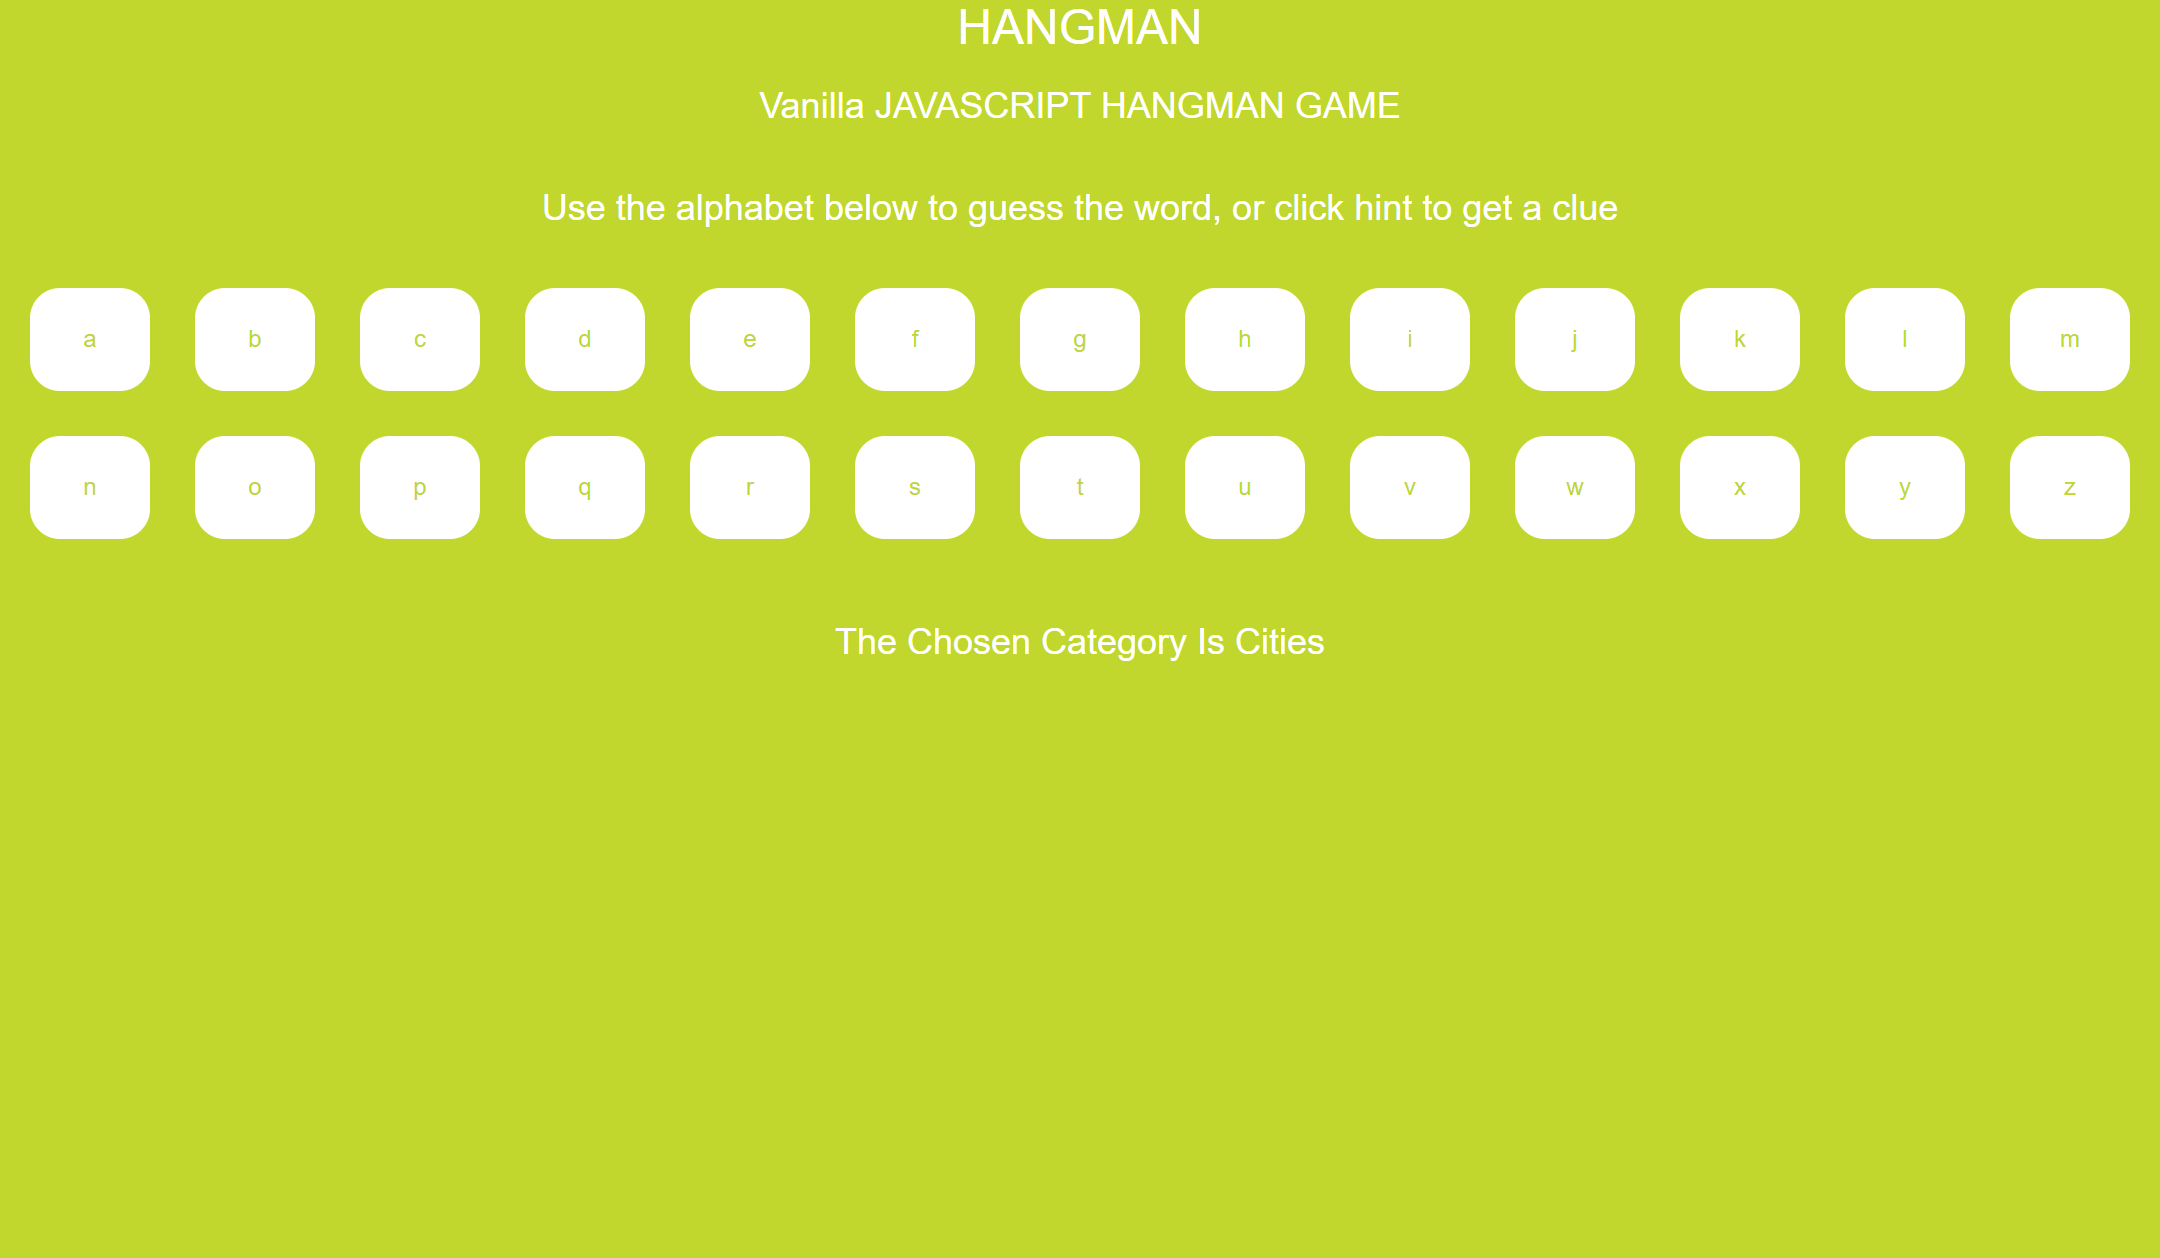 HANGMAN
Vanilla JAVASCRIPT HANGMAN GAME
Use the alphabet below to guess the word, or click hint to get a clue
a b c d e f g h i j k l m
n o p q r s t u v w x y z
The Chosen Category Is Cities